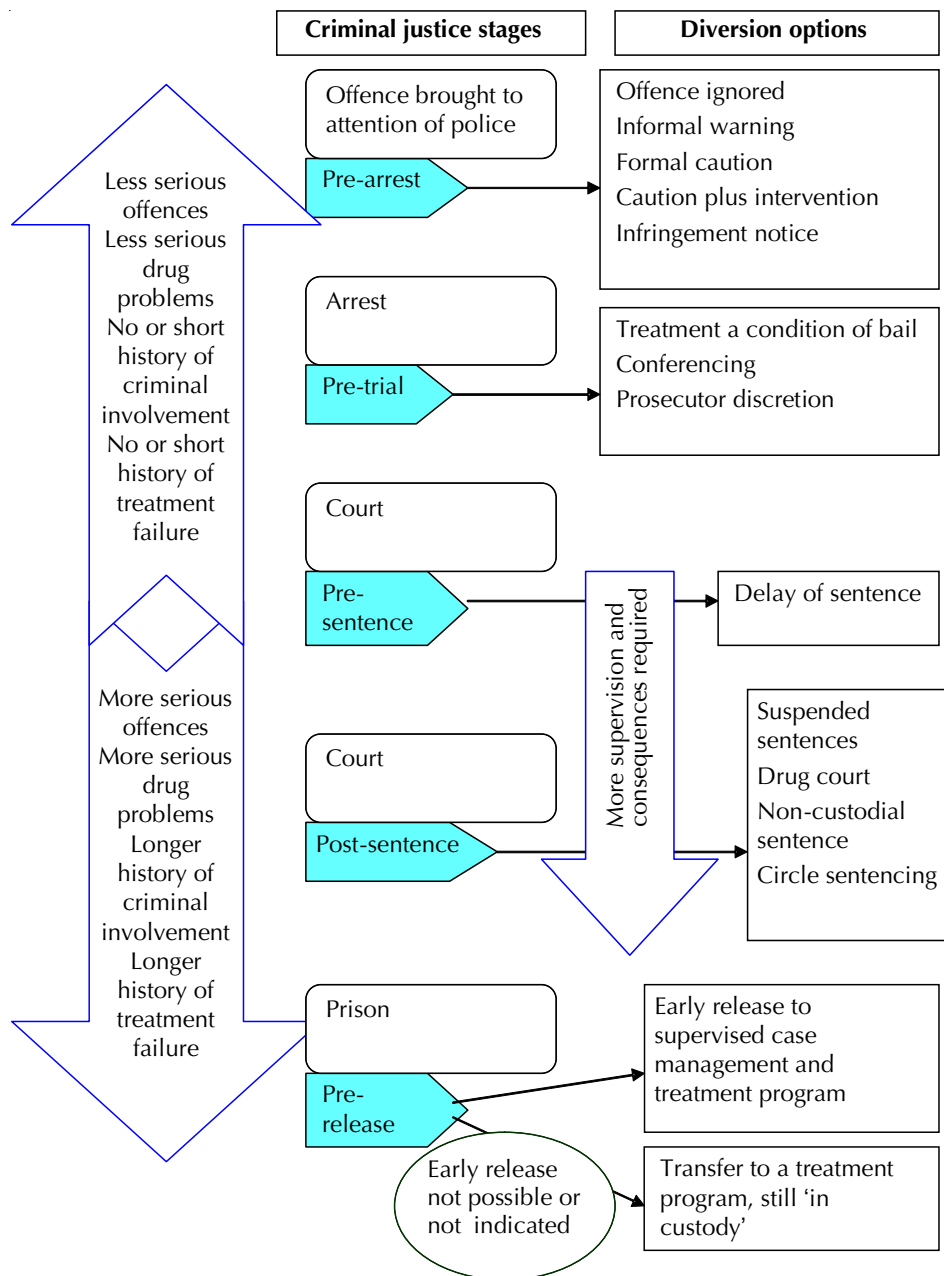 Criminal justice stages
Diversion options
Offence brought to
attention of police
Pre-arrest
Offence ignored
Informal warning
Formal caution
Caution plus intervention
Infringement notice
Less serious
offences
Less serious
drug
problems
No or short
history of
criminal
involvement
No or short
history of
treatment
failure
Arrest
Pre-trial
Treatment a condition of bail
Conferencing
Prosecutor discretion
Court
Pre-
sentence
More supervision and
consequences required
Delay of sentence
More serious
offences
More serious
drug
problems
Longer
history of
criminal
involvement
Longer
history of
treatment
failure
Court
Post-sentence
Suspended
sentences
Drug court
Non-custodial
sentence
Circle sentencing
Prison
Pre-
release
Early release to
supervised case
management and
treatment program
Early release
not possible or
not indicated
Transfer to a treatment
program, still ‘in
custody’